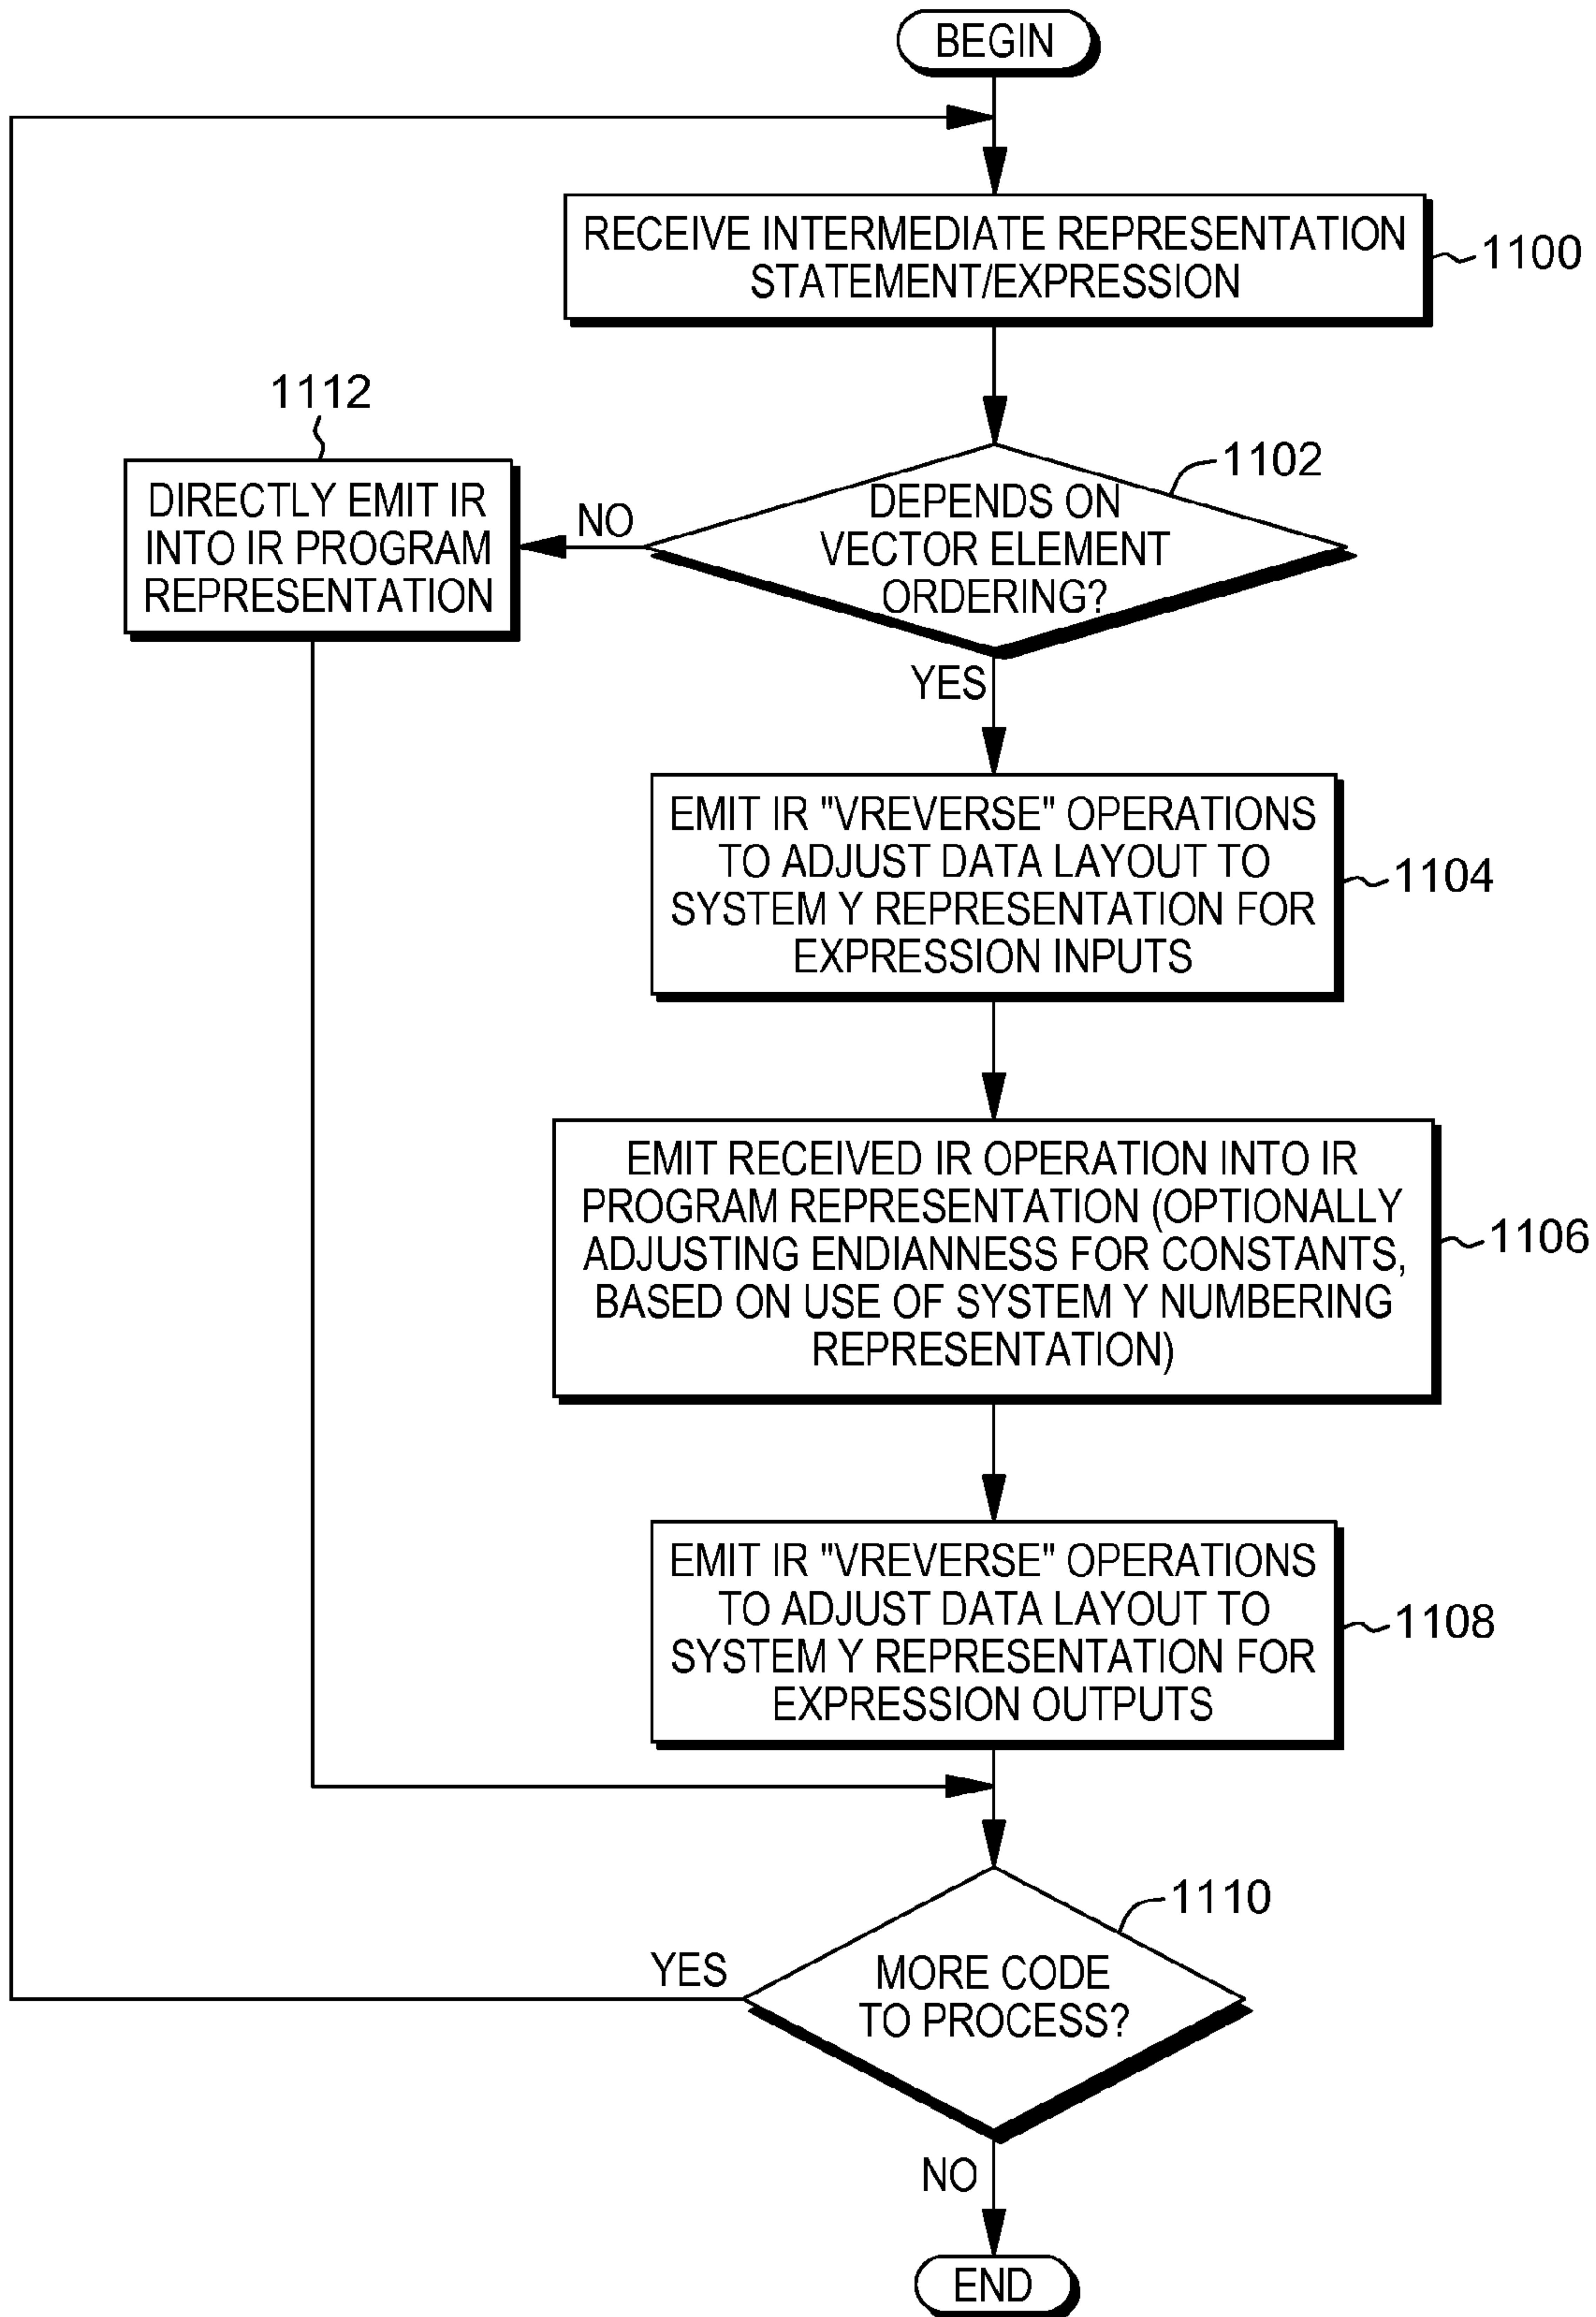 BEGIN
RECEIVE INTERMEDIATE REPRESENTATION
STATEMENT/EXPRESSION
1100
1112
DIRECTLY EMIT IR
INTO IR PROGRAM
REPRESENTATION
NO
DEPENDS ON
VECTOR ELEMENT
ORDERING?
1102
YES
EMIT IR "VREVERSE" OPERATIONS
TO ADJUST DATA LAYOUT TO
SYSTEM Y REPRESENTATION FOR
EXPRESSION INPUTS
1104
EMIT RECEIVED IR OPERATION INTO IR
PROGRAM REPRESENTATION (OPTIONALLY
ADJUSTING ENDIANNESS FOR CONSTANTS,
BASED ON USE OF SYSTEM Y NUMBERING
REPRESENTATION)
1106
EMIT IR "VREVERSE" OPERATIONS
TO ADJUST DATA LAYOUT TO
SYSTEM Y REPRESENTATION FOR
EXPRESSION OUTPUTS
1108
YES
MORE CODE
TO PROCESS?
1110
NO
END